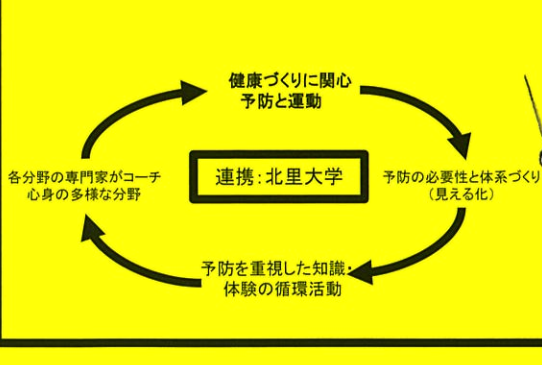 健康づくりに関心
予防と運動
予防の必要性と体系づくり
(見える化)
予防を重視した知識・
体験の循環活動
各分野の専門家がコーチ
心身の多様な分野
連携:北里大学